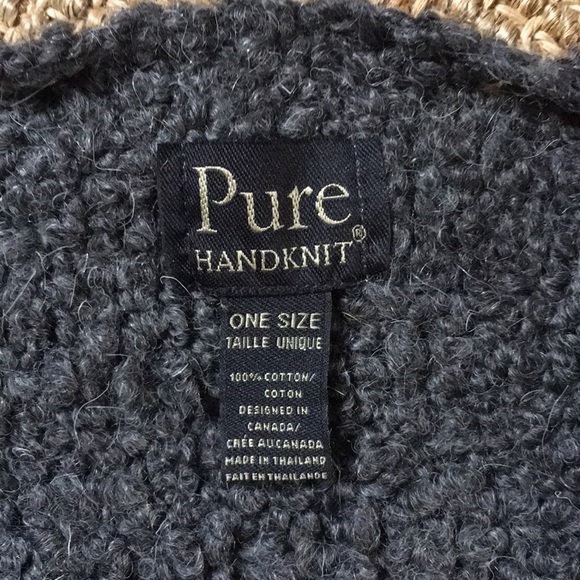 Pure
HANDKNIT®
ONE SIZE
TAILLE UNIQUE
100% COTTON/
COTON
DESIGNED IN
CANADA/
CRÉE AU CANADA
MADE IN THAILAND
FAIT EN THAILANDE